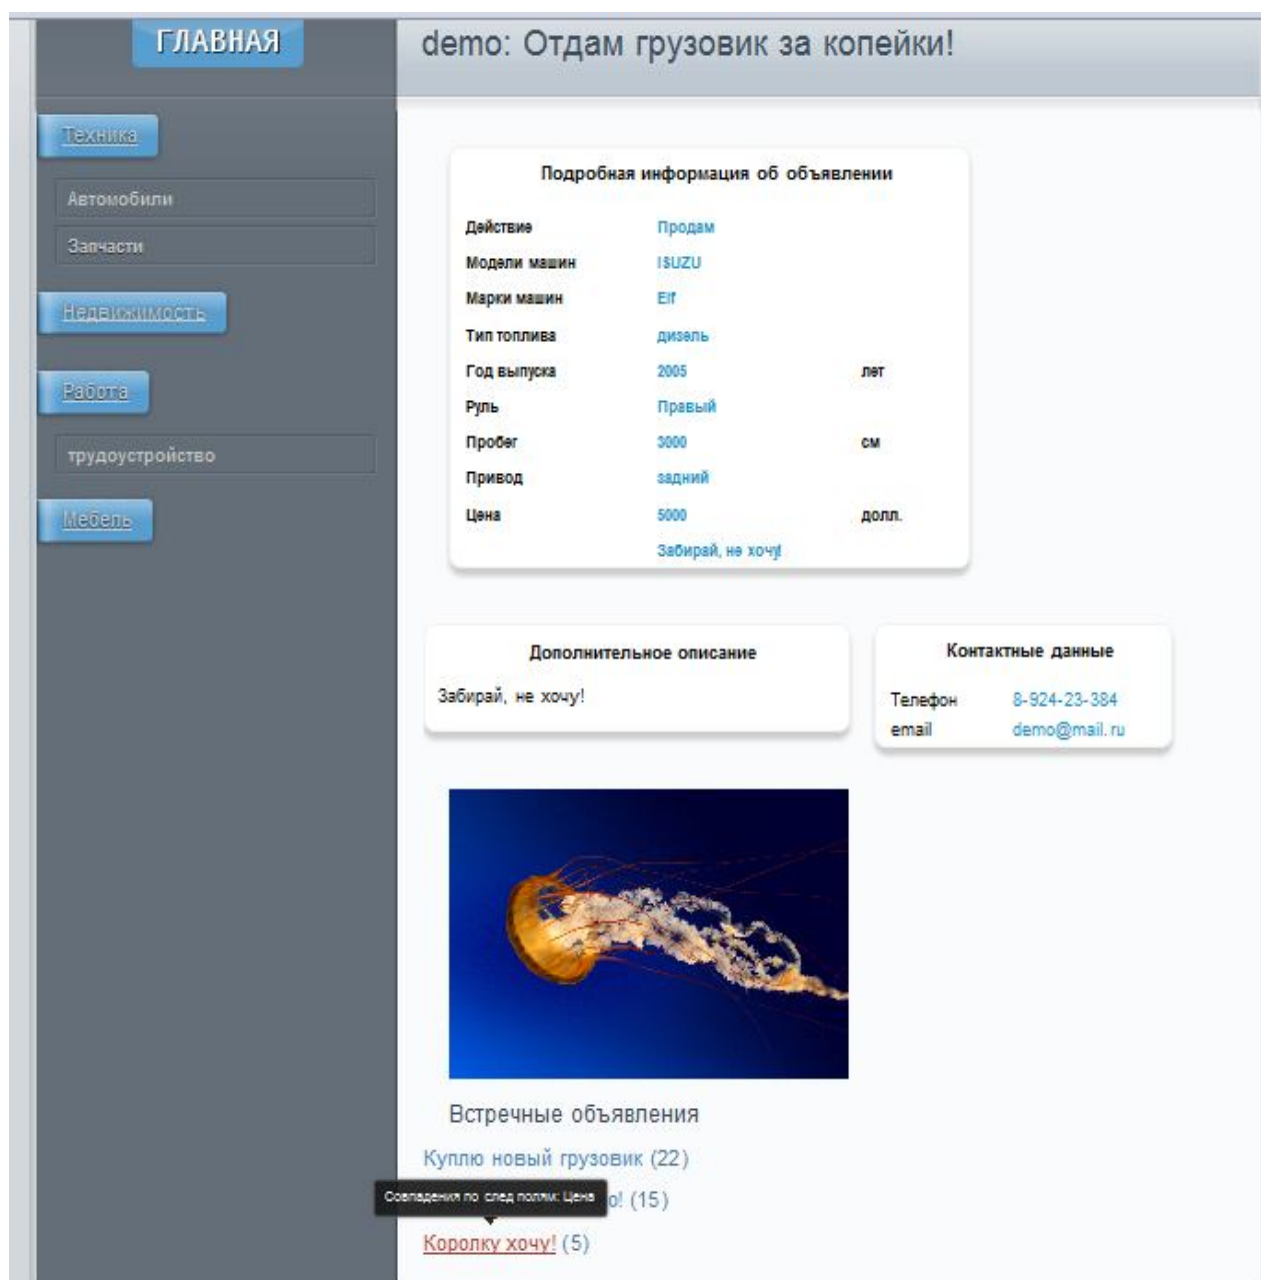 ГЛАВНАЯ
demo: Отдам грузовик за копейки!
Техника
Автомобили
Запчасти
Недвижимость
Работа
трудоустройство
Мебель
Подробная информация об объявлении
Действие Продам
Модели машин ISUZU
Марки машин Elf
Тип топлива дизель
Год выпуска 2005 лет
Руль Правый
Пробег 3000 см
Привод задний
Цена 5000 долл.
Забирай, не хочу!
Дополнительное описание
Забирай, не хочу!
Контактные данные
Телефон 8-924-23-384
email demo@mail.ru
Встречные объявления
Куплю новый грузовик (22)
Совпадения по след полям: Цена
(15)
Королку хочу! (5)